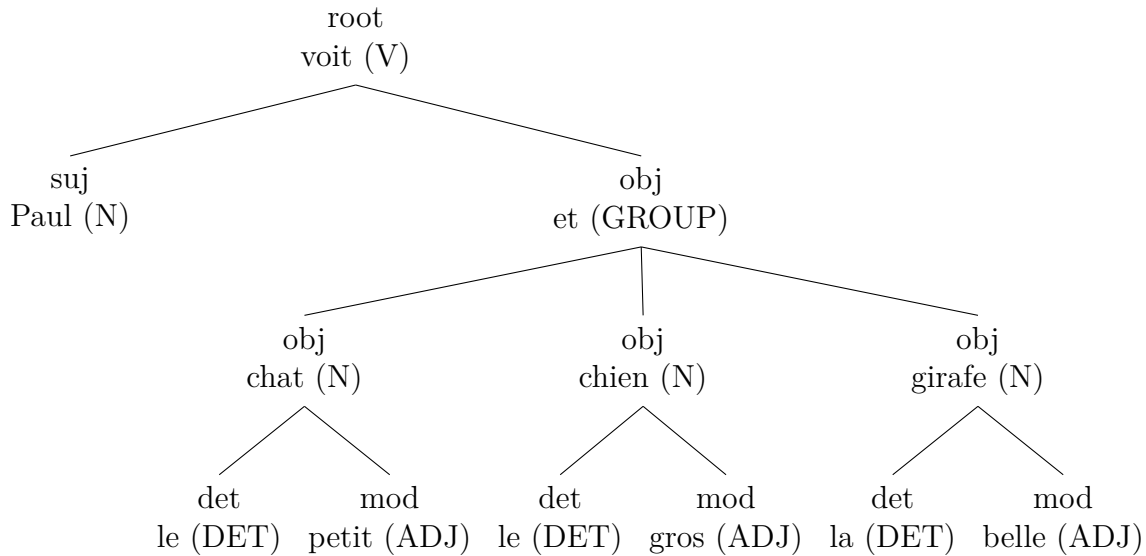 root
voit (V)
suj obj
Paul (N) et (GROUP)
obj obj obj
chat (N) chien (N) girafe (N)
det mod det mod det mod
le (DET) petit (ADJ) le (DET) gros (ADJ) la (DET) belle (ADJ)